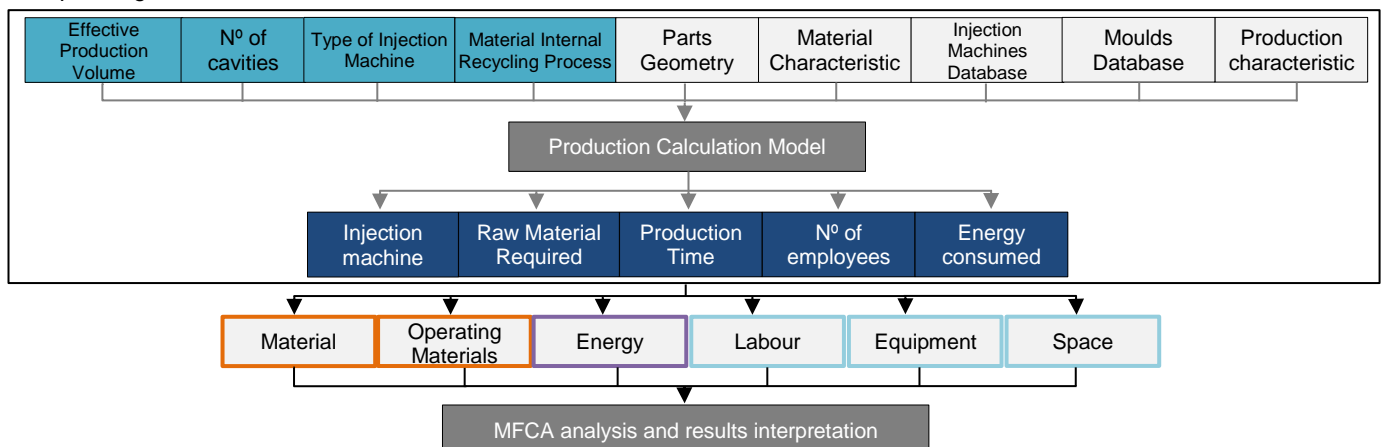 Effective
Production
Volume
Nº of
cavities
Type of Injection
Machine
Material Internal
Recycling Process
Parts
Geometry
Material
Characteristic
Injection
Machines
Database
Moulds
Database
Production
characteristic
Production Calculation Model
Injection
machine
Raw Material
Required
Production
Time
Nº of
employees
Energy
consumed
Material
Operating
Materials
Energy
Labour
Equipment
Space
MFCA analysis and results interpretation